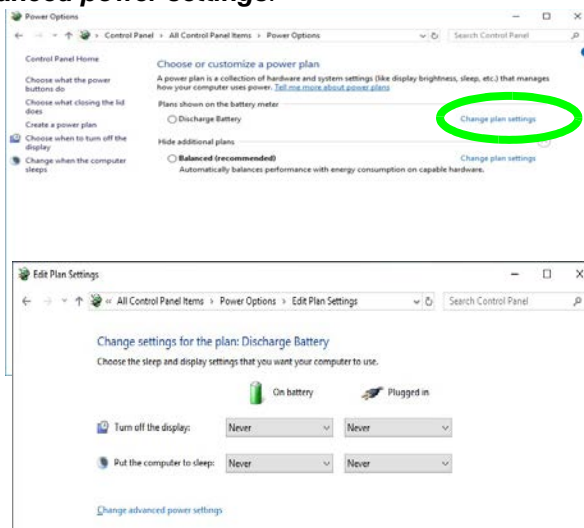 anced power settings.
Power Options
Control Panel > All Control Panel Items > Power Options
Search Control Panel
Control Panel Home
Choose what the power buttons do
Choose what closing the lid does
Create a power plan
Choose when to turn off the display
Change when the computer sleeps
Choose or customize a power plan
A power plan is a collection of hardware and system settings (like display brightness, sleep, etc.) that manages
how your computer uses power. Tell me more about power plans
Plans shown on the battery meter
Discharge Battery
Change plan settings
Hide additional plans
Balanced (recommended)
Change plan settings
Automatically balances performance with energy consumption on capable hardware.
Edit Plan Settings
« All Control Panel Items > Power Options > Edit Plan Settings
Search Control Panel
Change settings for the plan: Discharge Battery
Choose the sleep and display settings that you want your computer to use.
On battery
Plugged in
Turn off the display:
Never
Never
Put the computer to sleep:
Never
Never
Change advanced power settings